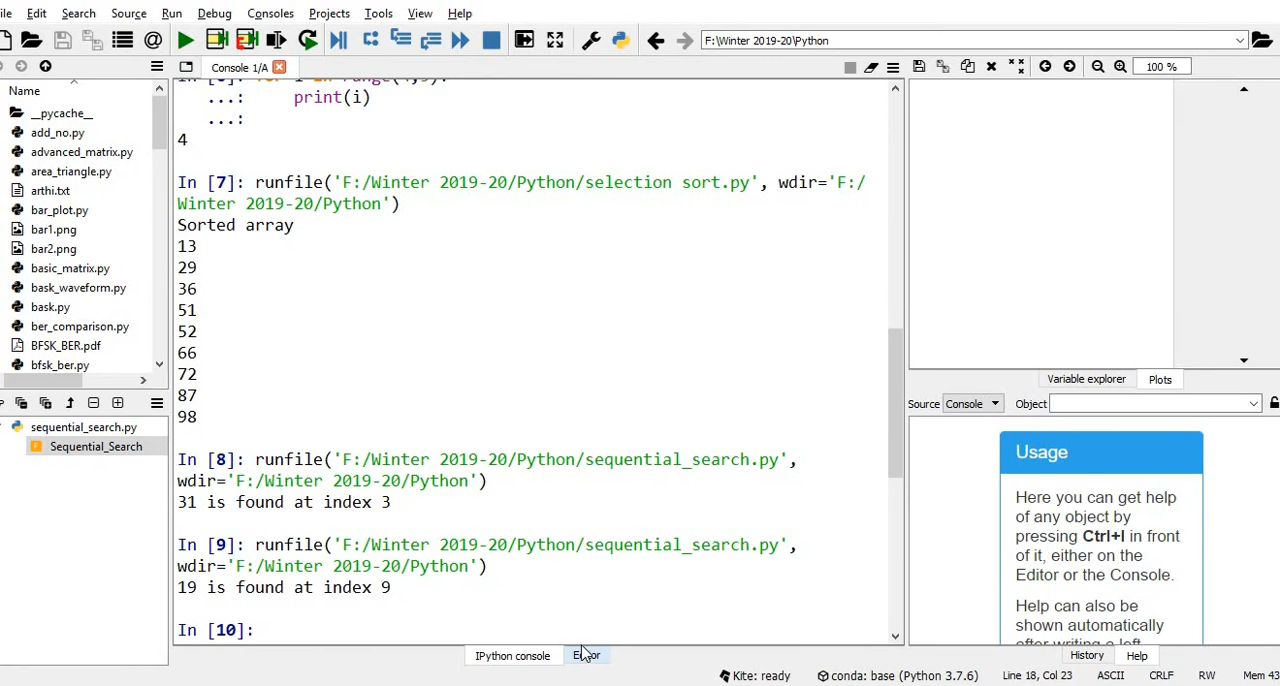 ile Edit Search Source Run Debug Consoles Projects Tools View Help
F:\Winter 2019-20\Python
Console 1/A
100 %
Name
__pycache__
add_no.py
advanced_matrix.py
area_triangle.py
arthi.txt
bar_plot.py
bar1.png
bar2.png
basic_matrix.py
bask_waveform.py
bask.py
ber_comparison.py
BFSK_BER.pdf
bfsk_ber.py
sequential_search.py
Sequential_Search
...:     print(i)
...:
4
In [7]: runfile('F:/Winter 2019-20/Python/selection sort.py', wdir='F:/
Winter 2019-20/Python')
Sorted array
13
29
36
51
52
66
72
87
98
In [8]: runfile('F:/Winter 2019-20/Python/sequential_search.py',
wdir='F:/Winter 2019-20/Python')
31 is found at index 3
In [9]: runfile('F:/Winter 2019-20/Python/sequential_search.py',
wdir='F:/Winter 2019-20/Python')
19 is found at index 9
In [10]:
IPython console
Variable explorer Plots
Source Console Object
Usage
Here you can get help
of any object by
pressing Ctrl+I in front
of it, either on the
Editor or the Console.
Help can also be
shown automatically
after writing a left
History Help
Kite: ready conda: base (Python 3.7.6) Line 18, Col 23 ASCII CRLF RW Mem 43